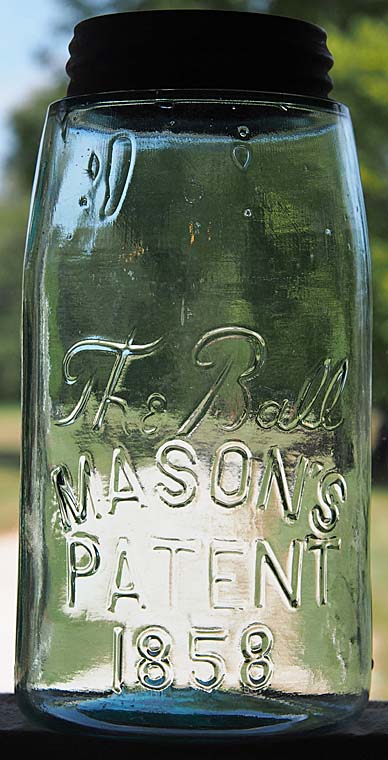 The Ball
MASON'S
PATENT
1858